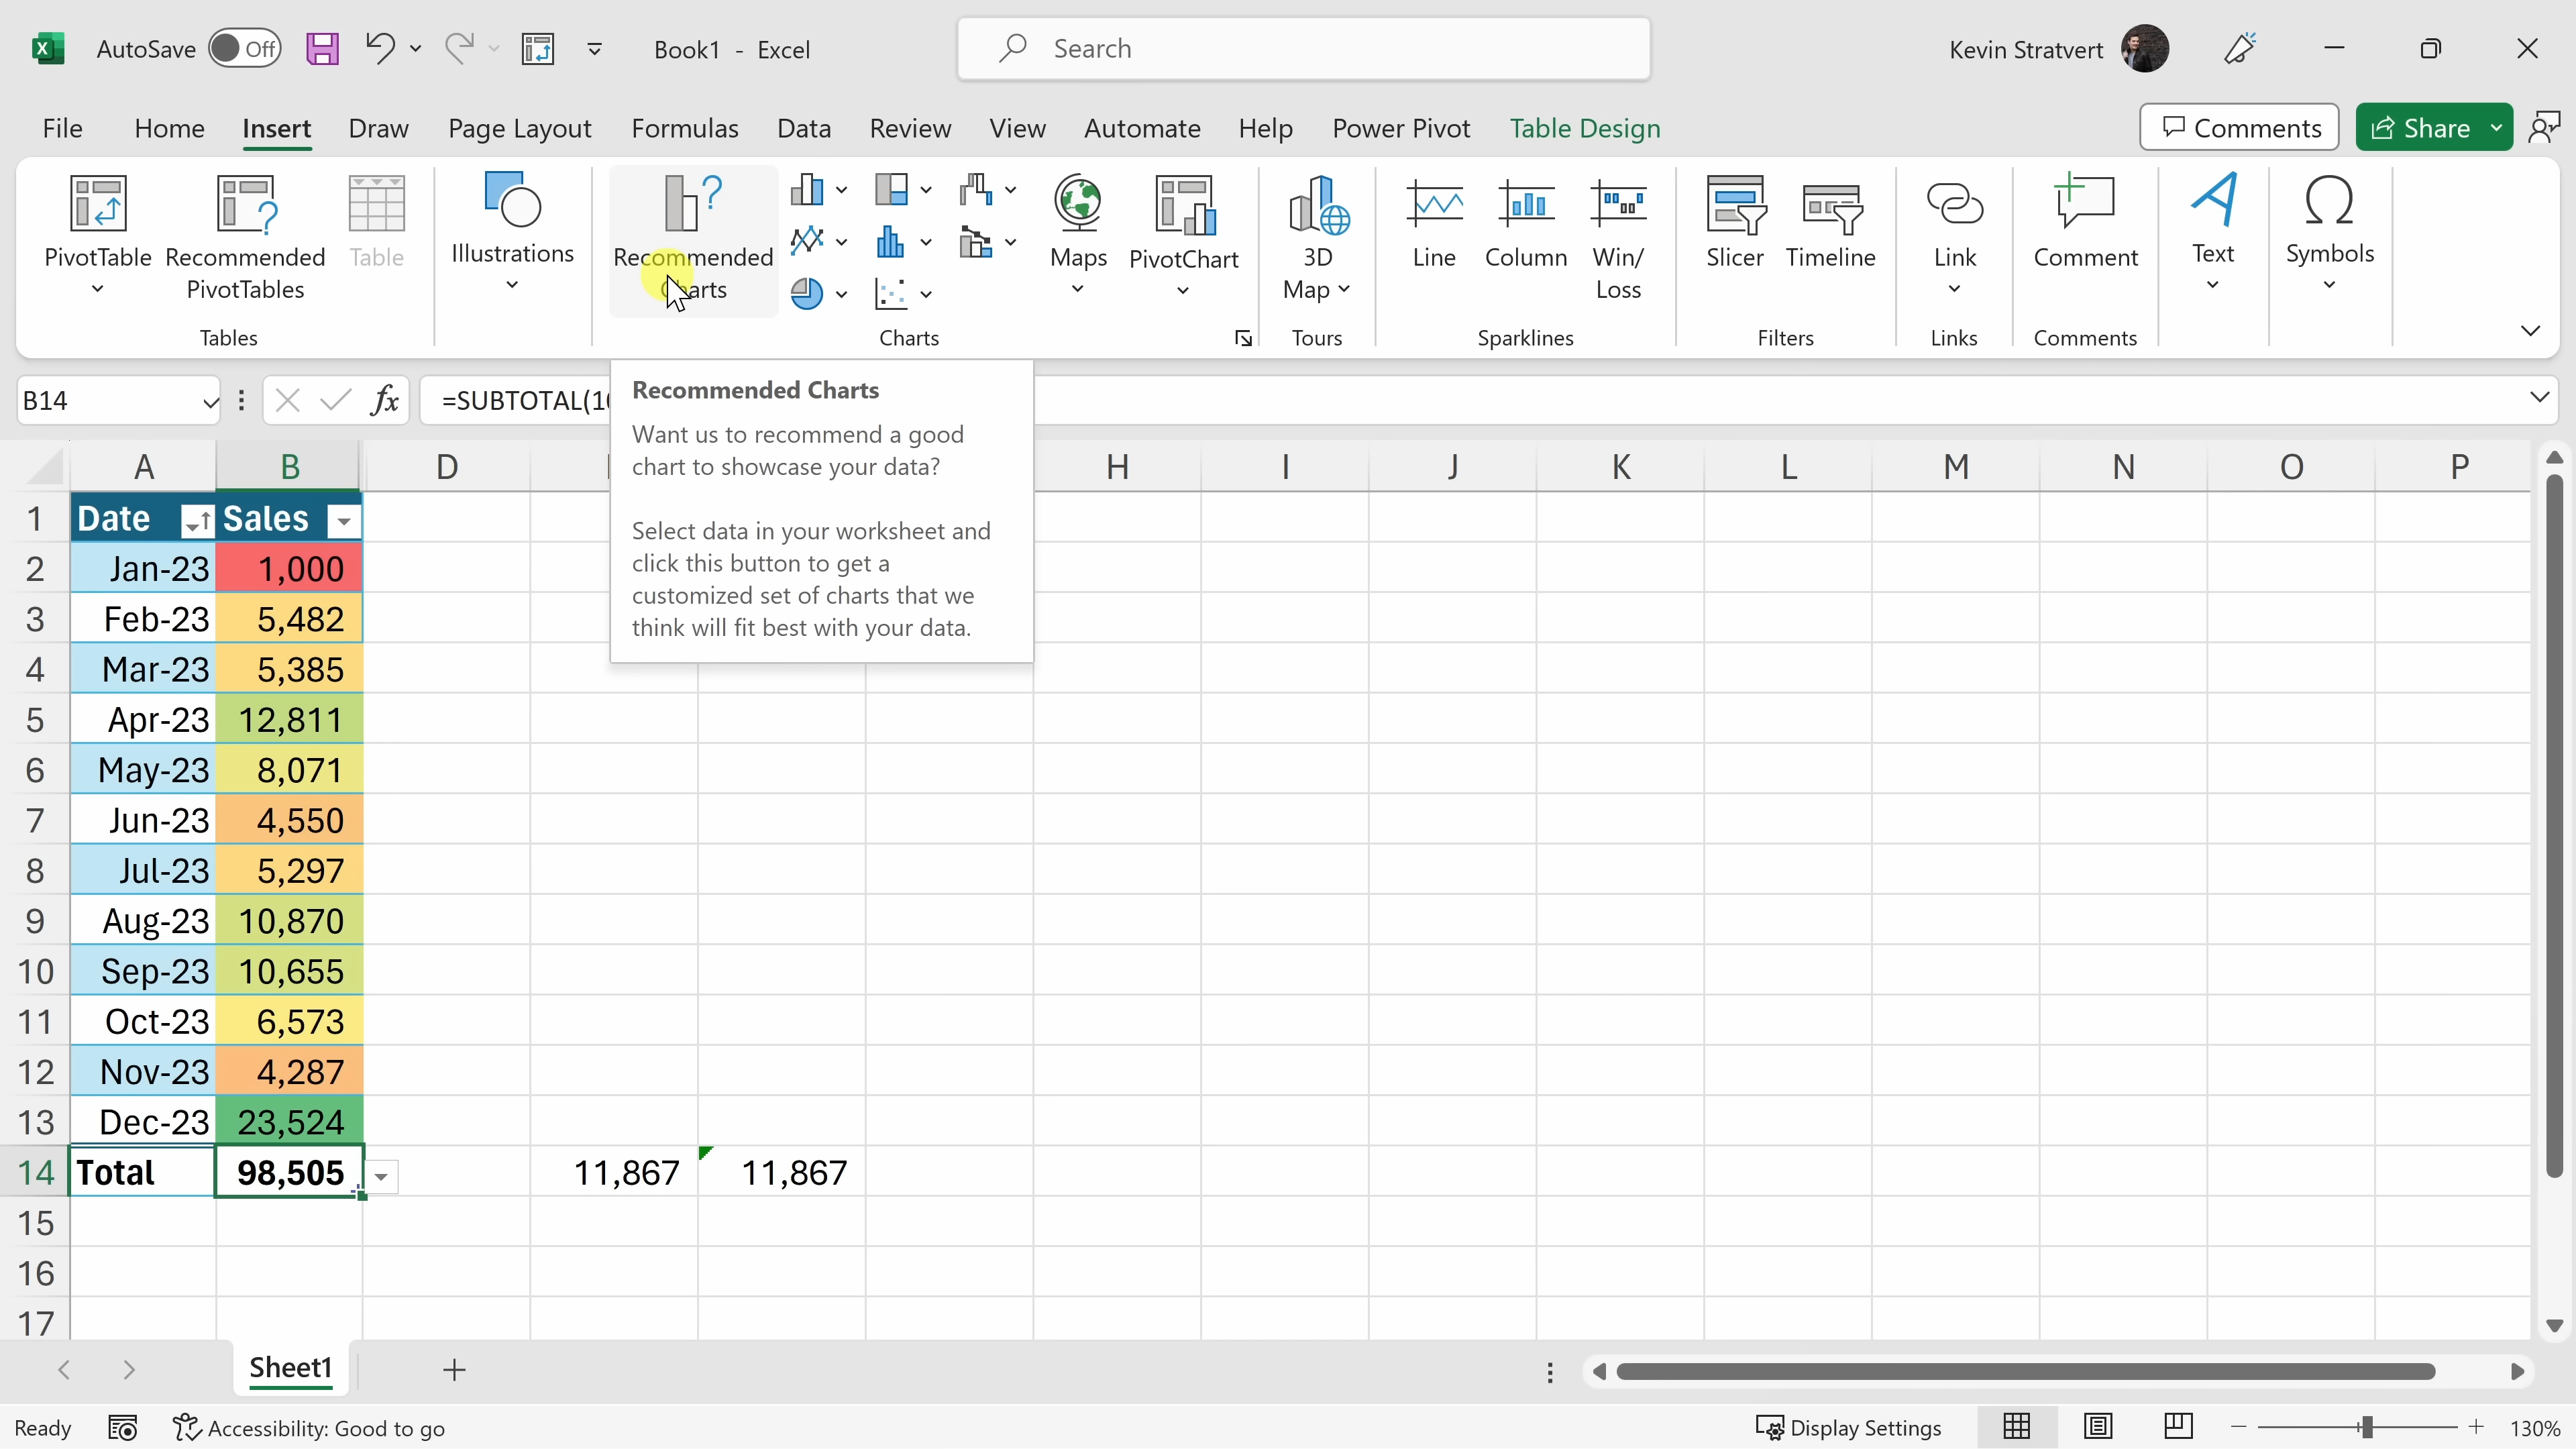 AutoSave Off Book1 - Excel Search Kevin Stratvert
File Home Insert Draw Page Layout Formulas Data Review View Automate Help Power Pivot Table Design Comments Share
PivotTable
Recommended
PivotTables
Table
Tables
Illustrations
Recommended
Charts
Maps
PivotChart
Charts
3D
Map
Tours
Line
Column
Win/
Loss
Sparklines
Slicer
Timeline
Filters
Link
Links
Comment
Comments
Text
Symbols
B14 fx =SUBTOTAL(10
Recommended Charts
Want us to recommend a good
chart to showcase your data?
Select data in your worksheet and
click this button to get a
customized set of charts that we
think will fit best with your data.
A B D H I J K L M N O P
1 Date Sales
2 Jan-23 1,000
3 Feb-23 5,482
4 Mar-23 5,385
5 Apr-23 12,811
6 May-23 8,071
7 Jun-23 4,550
8 Jul-23 5,297
9 Aug-23 10,870
10 Sep-23 10,655
11 Oct-23 6,573
12 Nov-23 4,287
13 Dec-23 23,524
14 Total 98,505 11,867 11,867
15
16
17
Sheet1
Ready Accessibility: Good to go Display Settings 130%